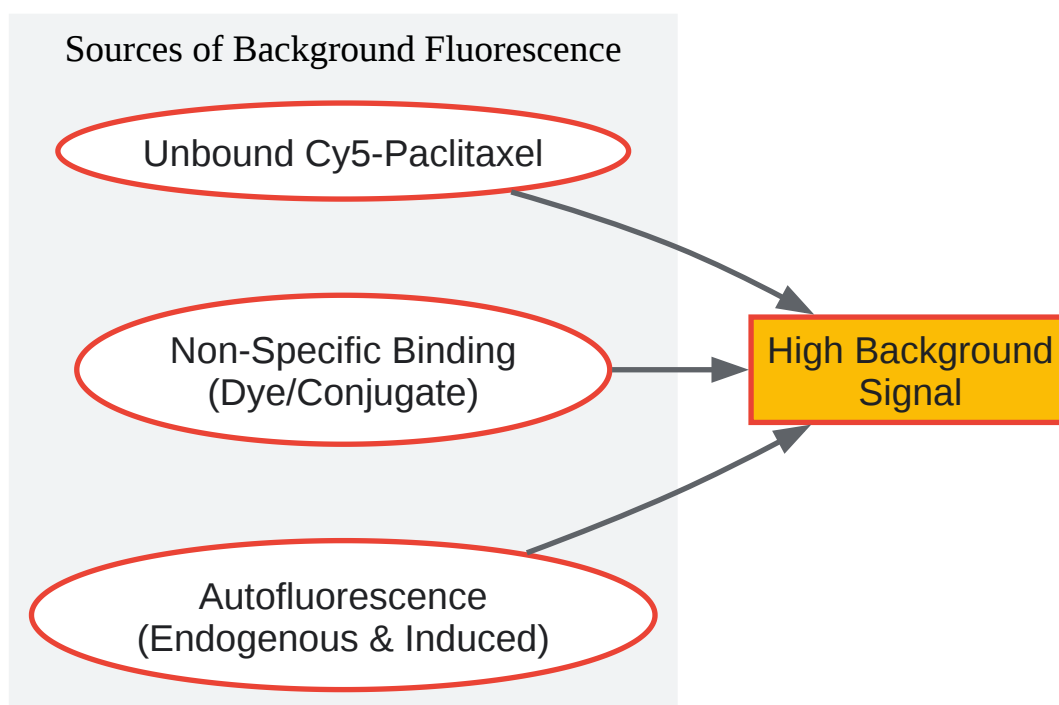 Sources of Background Fluorescence
Unbound Cy5-Paclitaxel
Non-Specific Binding
(Dye/Conjugate)
High Background
Signal
Autofluorescence
(Endogenous & Induced)